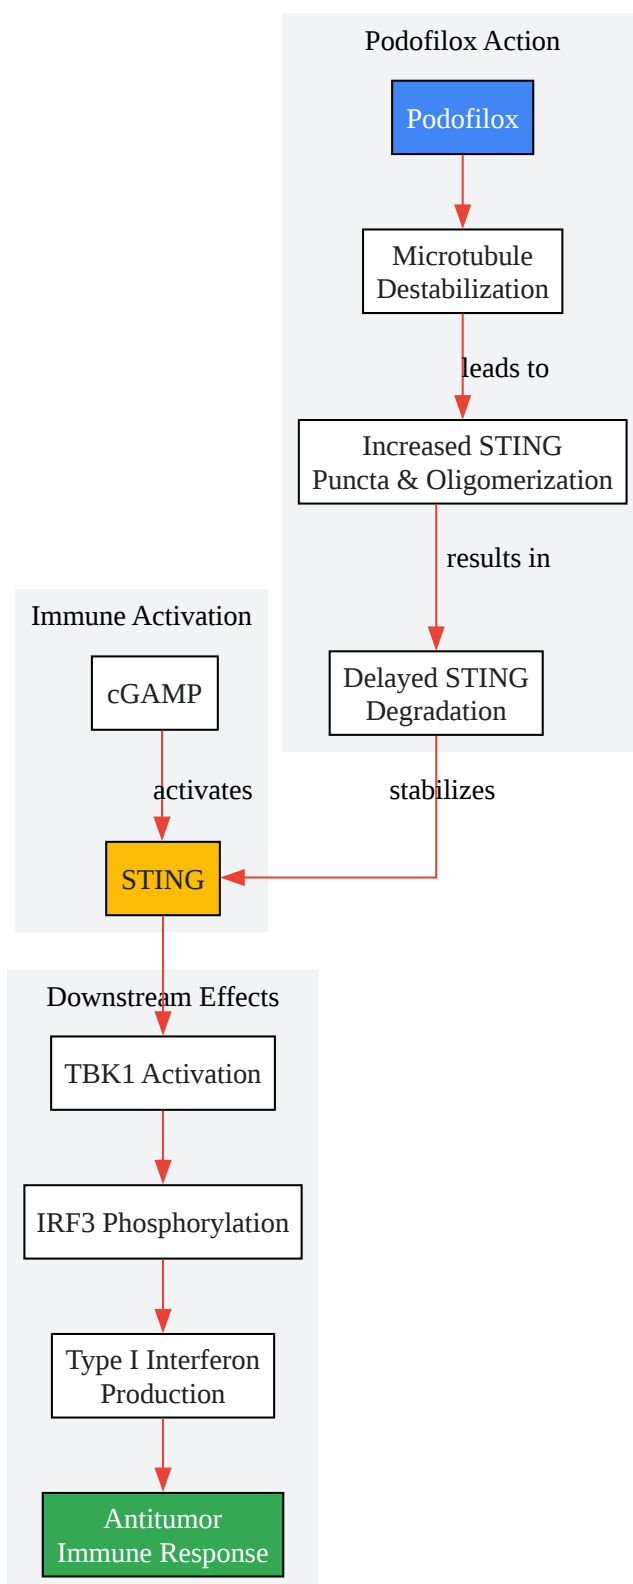 Podofilox Action
Podofilox
Microtubule
Destabilization
leads to
Increased STING
Puncta & Oligomerization
results in
Immune Activation
cGAMP
Delayed STING
Degradation
activates
stabilizes
STING
Downstream Effects
TBK1 Activation
IRF3 Phosphorylation
Type I Interferon
Production
Antitumor
Immune Response